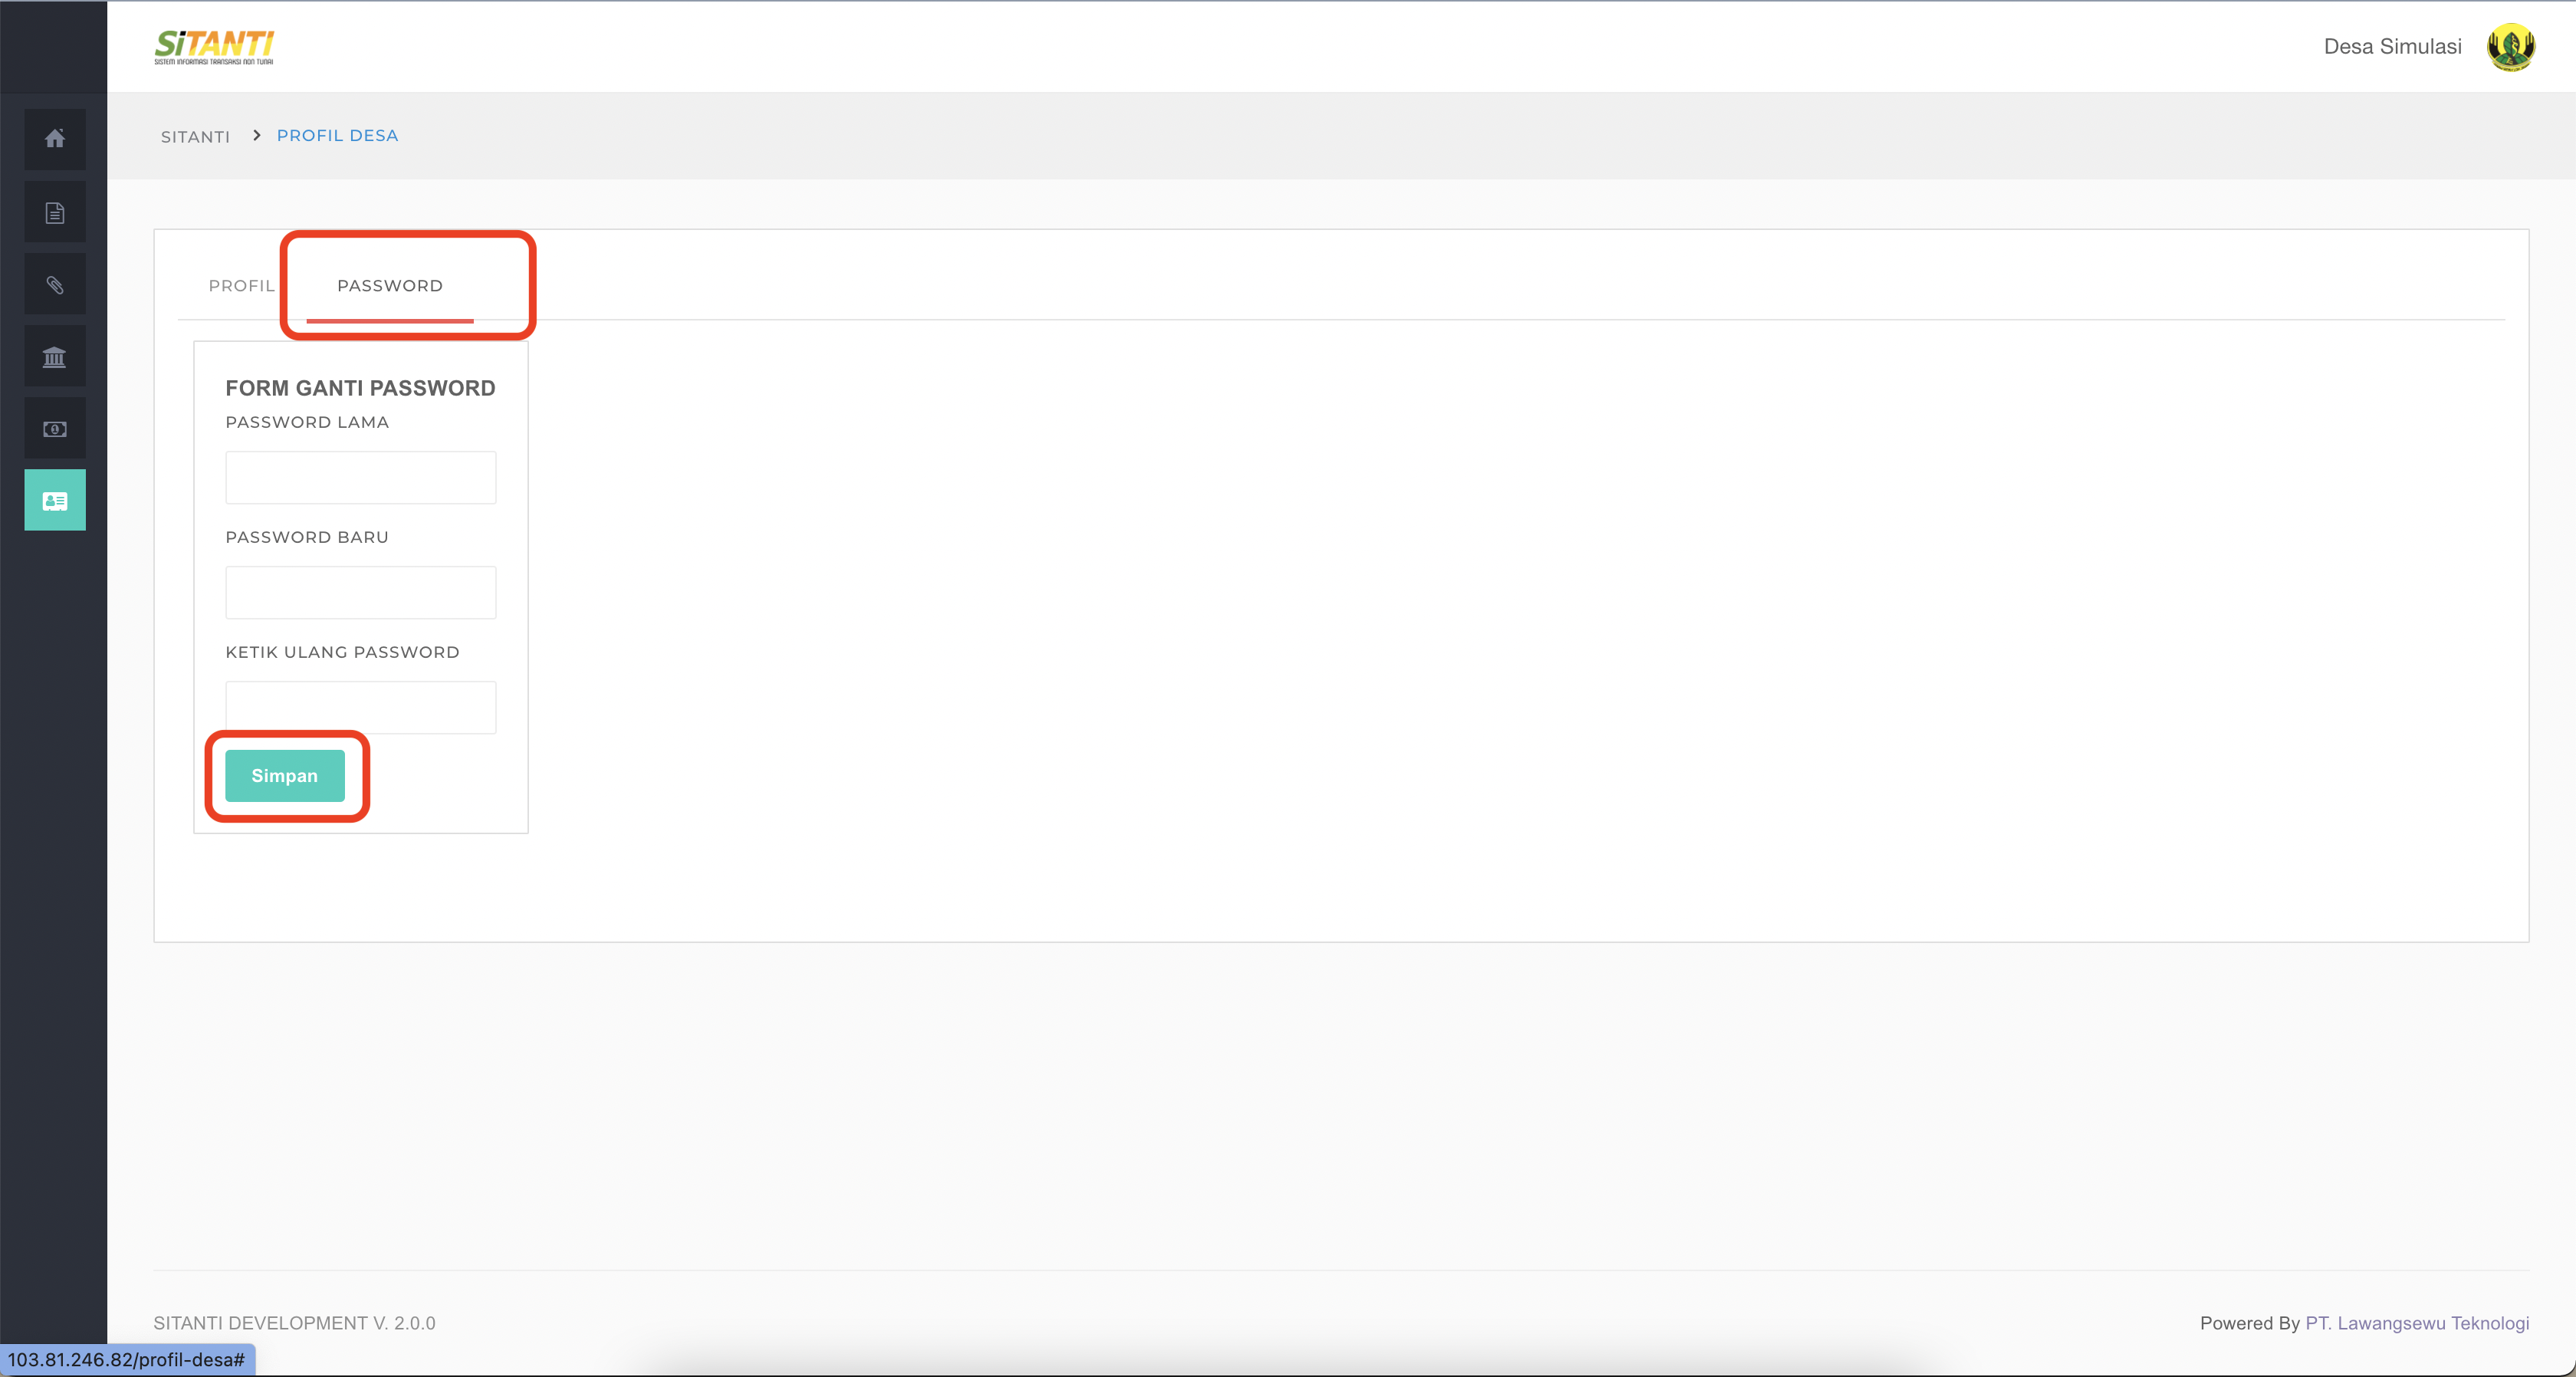 SiTANTI
SISTEM INFORMASI TRANSAKSI NON TUNAI
Desa Simulasi
SITANTI > PROFIL DESA
PROFIL PASSWORD
FORM GANTI PASSWORD
PASSWORD LAMA
PASSWORD BARU
KETIK ULANG PASSWORD
Simpan
SITANTI DEVELOPMENT V. 2.0.0 Powered By PT. Lawangsewu Teknologi
103.81.246.82/profil-desa#